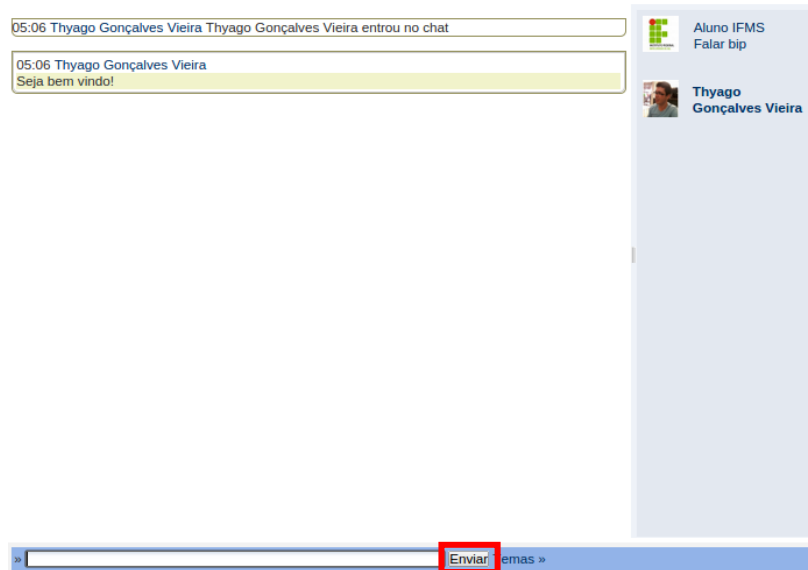 05:06 Thyago Gonçalves Vieira Thyago Gonçalves Vieira entrou no chat
05:06 Thyago Gonçalves Vieira
Seja bem vindo!
Aluno IFMS
Falar bip
Thyago
Gonçalves Vieira
» Enviar Temas »